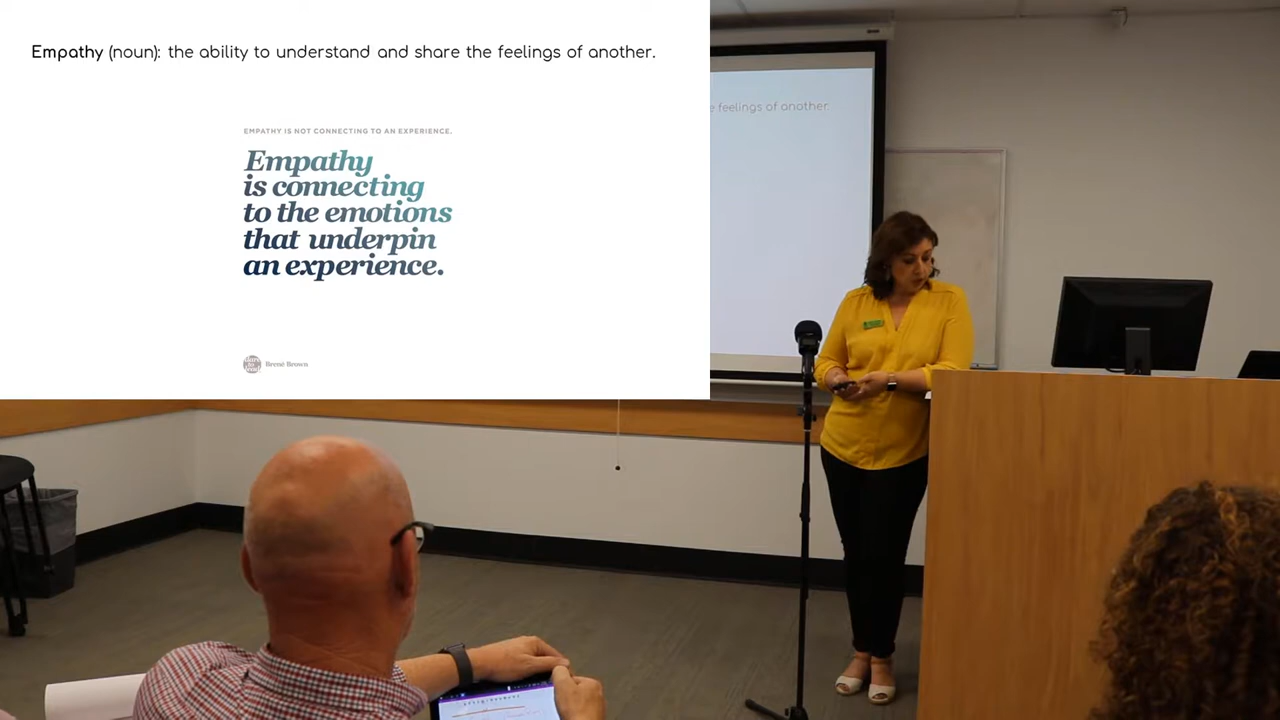 Empathy (noun): the ability to understand and share the feelings of another.
EMPATHY IS NOT CONNECTING TO AN EXPERIENCE.
Empathy
is connecting
to the emotions
that underpin
an experience.
Brené Brown
feelings of another.